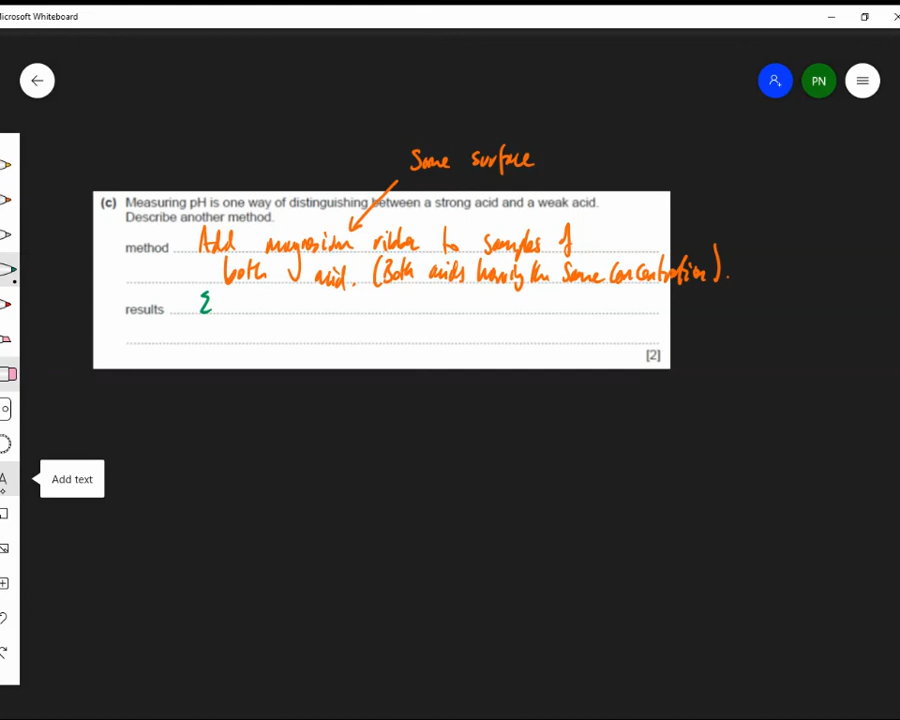 Microsoft Whiteboard
PN
Same surface
(c) Measuring pH is one way of distinguishing between a strong acid and a weak acid.
Describe another method.
method Add magnesium ribbon to samples of
both acid. (Both acids having the same concentration).
results
[2]
Add text